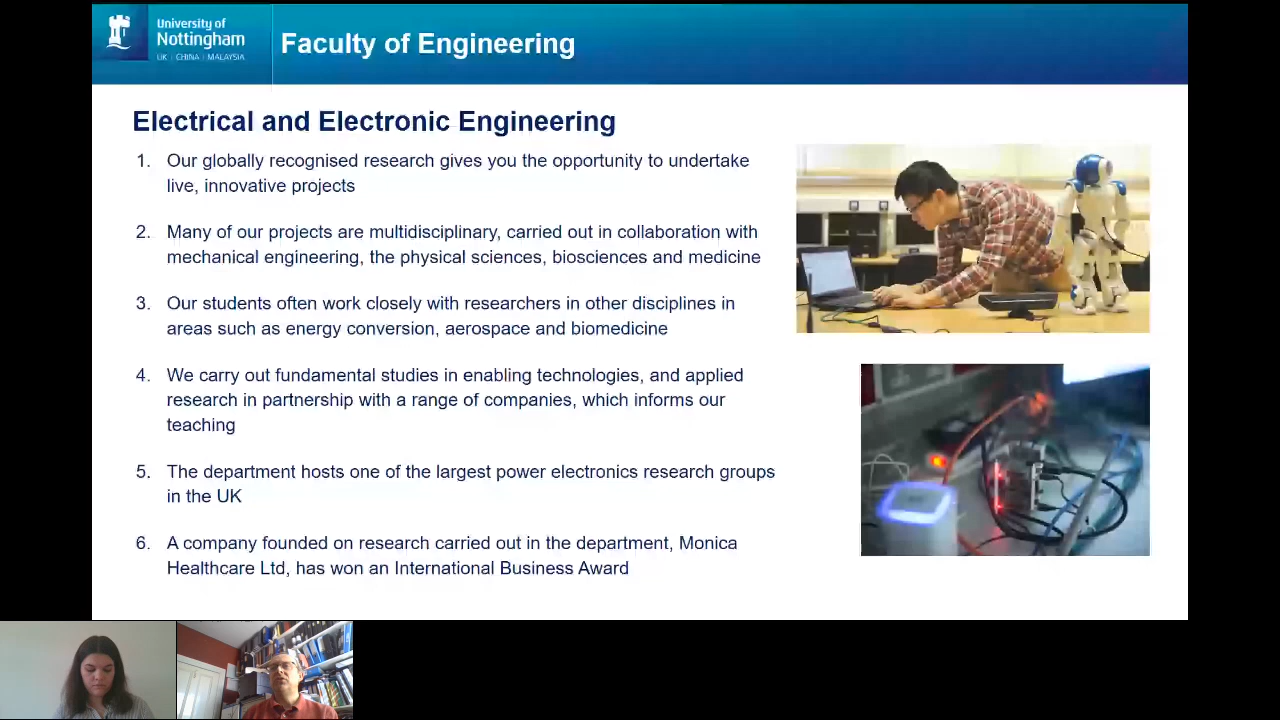 University of
Nottingham
UK | CHINA | MALAYSIA
Faculty of Engineering
Electrical and Electronic Engineering
1. Our globally recognised research gives you the opportunity to undertake
live, innovative projects
2. Many of our projects are multidisciplinary, carried out in collaboration with
mechanical engineering, the physical sciences, biosciences and medicine
3. Our students often work closely with researchers in other disciplines in
areas such as energy conversion, aerospace and biomedicine
4. We carry out fundamental studies in enabling technologies, and applied
research in partnership with a range of companies, which informs our
teaching
5. The department hosts one of the largest power electronics research groups
in the UK
6. A company founded on research carried out in the department, Monica
Healthcare Ltd, has won an International Business Award